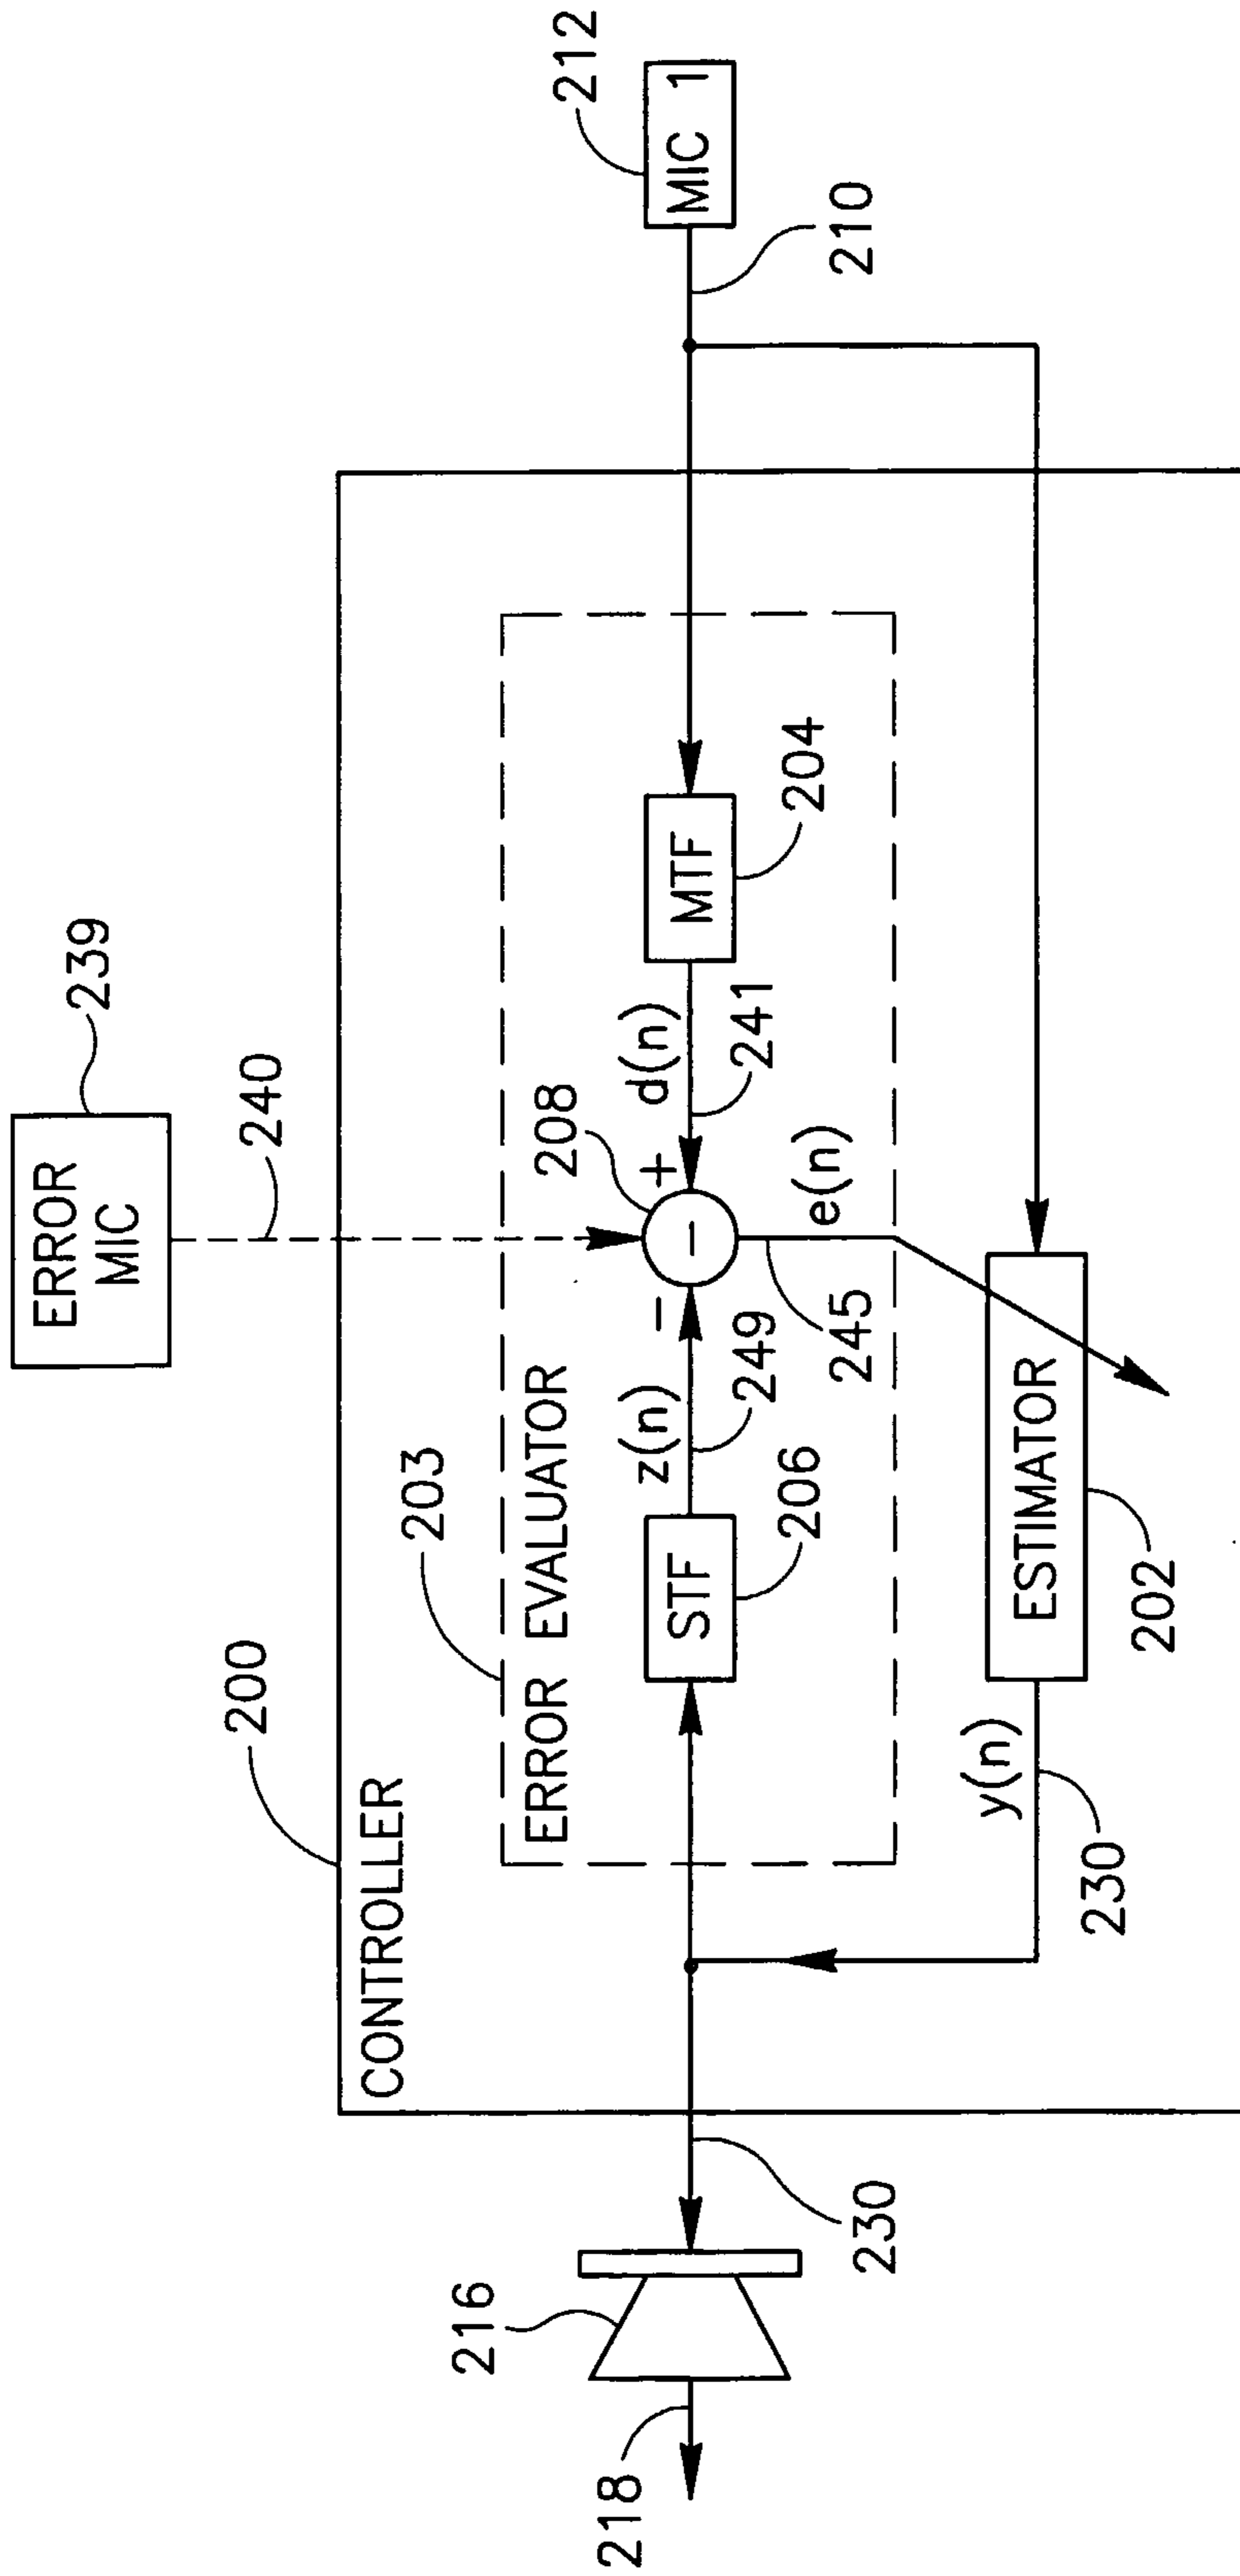 ERROR
MIC
239
240
200
CONTROLLER
203
ERROR EVALUATOR
208
212
216
STF
z(n)
−
−
+
d(n)
MTF
MIC 1
218
230
206
249
245
e(n)
241
204
210
y(n)
230
ESTIMATOR
202